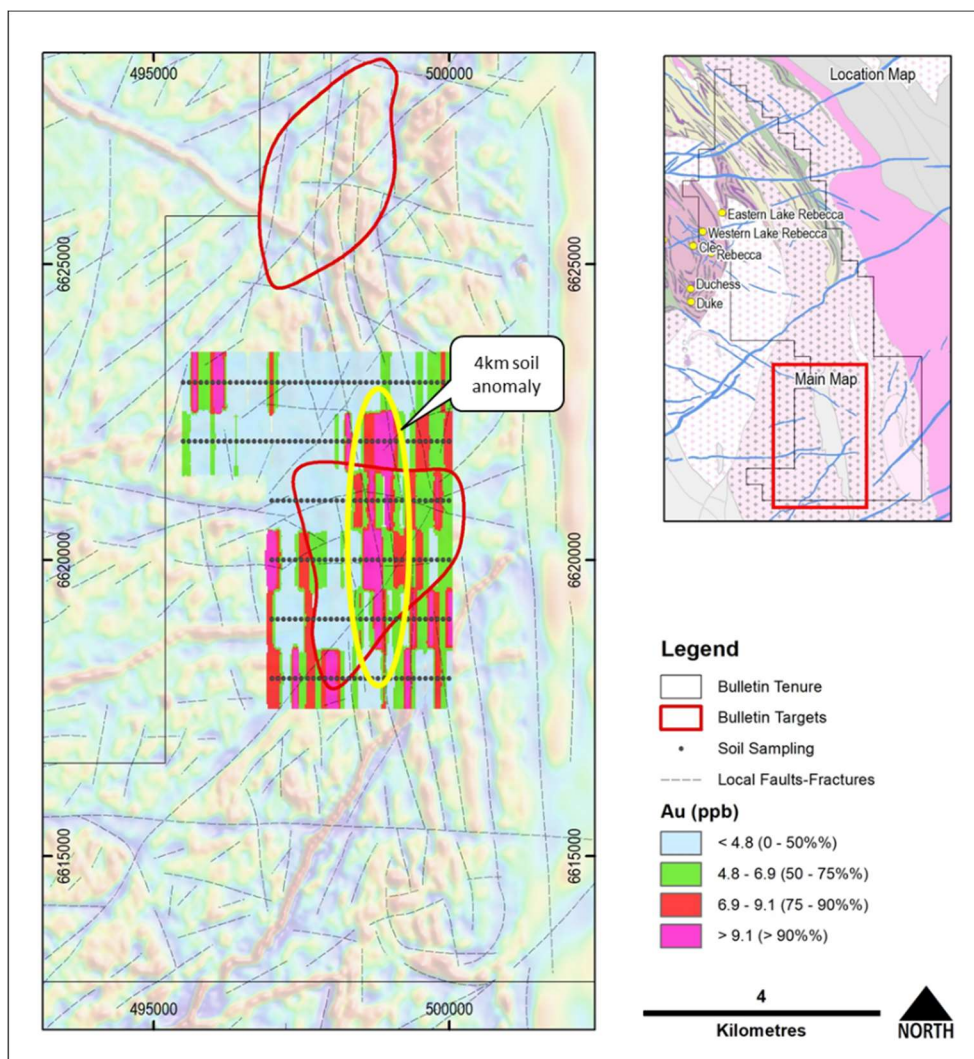 495000
500000
6625000
6625000
4km soil
anomaly
6620000
6620000
6615000
6615000
495000
500000
Location Map
Eastern Lake Rebecca
Western Lake Rebecca
Rebecca
Duchess
Duke
Main Map
Legend
Bulletin Tenure
Bulletin Targets
Soil Sampling
Local Faults-Fractures
Au (ppb)
< 4.8 (0 - 50%%)
4.8 - 6.9 (50 - 75%%)
6.9 - 9.1 (75 - 90%%)
> 9.1 (> 90%%)
4
Kilometres
NORTH